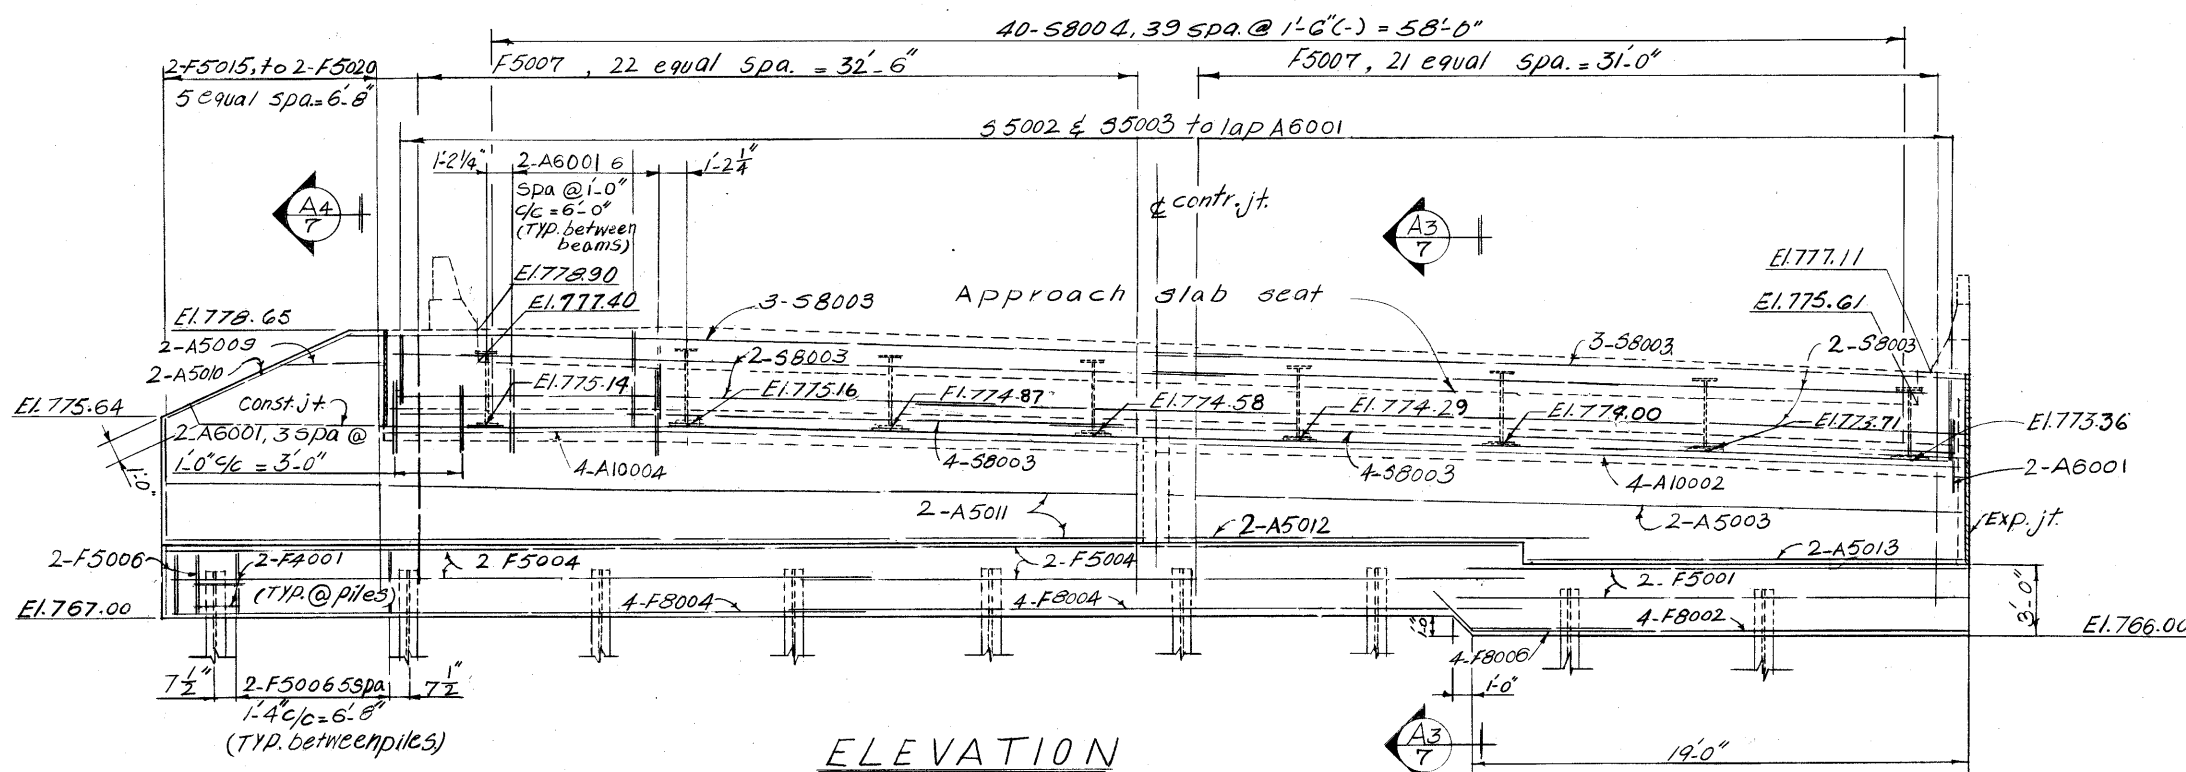 40-S8004, 39 spa. @ 1'-6"(-) = 58'-0"
2-F5015, to 2-F5020
F5007, 22 equal Spa. = 32'-6"
F5007, 21 equal spa. = 31'-0"
5 equal spa.= 6'-8"
S5002 & S5003 to lap A6001
1'-2 1/4"
2-A6001 6
1'-2 1/4"
spa @ 1'-0"
c/c = 6'-0"
(TYP. between
beams)
A4
7
℄ contr. jt.
A3
7
El. 777.11
El. 778.90
El. 777.40
3-S8003
Approach slab seat
El. 775.61
El. 778.65
2-A5009
2-S8003
3-S8003
2-S8003
2-A5010
El. 775.14
El. 775.16
El. 774.87
El. 774.58
El. 774.29
El. 774.00
El. 773.71
El. 773.36
El. 775.64
Const. jt.
2-A6001, 3 spa @
1'-0" c/c = 3'-0"
1'-0"
4-A10004
4-S8003
4-S8003
4-A10002
2-A6001
2-A5011
2-A5012
2-A5003
Exp. jt.
2-A5013
2-F5006
2-F4001
(TYP. @ piles)
2 F5004
2-F5004
2-F5001
El. 767.00
4-F8004
4-F8004
1'-0"
4-F8002
3'-0"
El. 766.00
4-F8006
7 1/2"
2-F5006 5 spa
7 1/2"
1'-0"
1'-4" c/c = 6'-8"
(TYP. between piles)
ELEVATION
A3
7
19'-0"